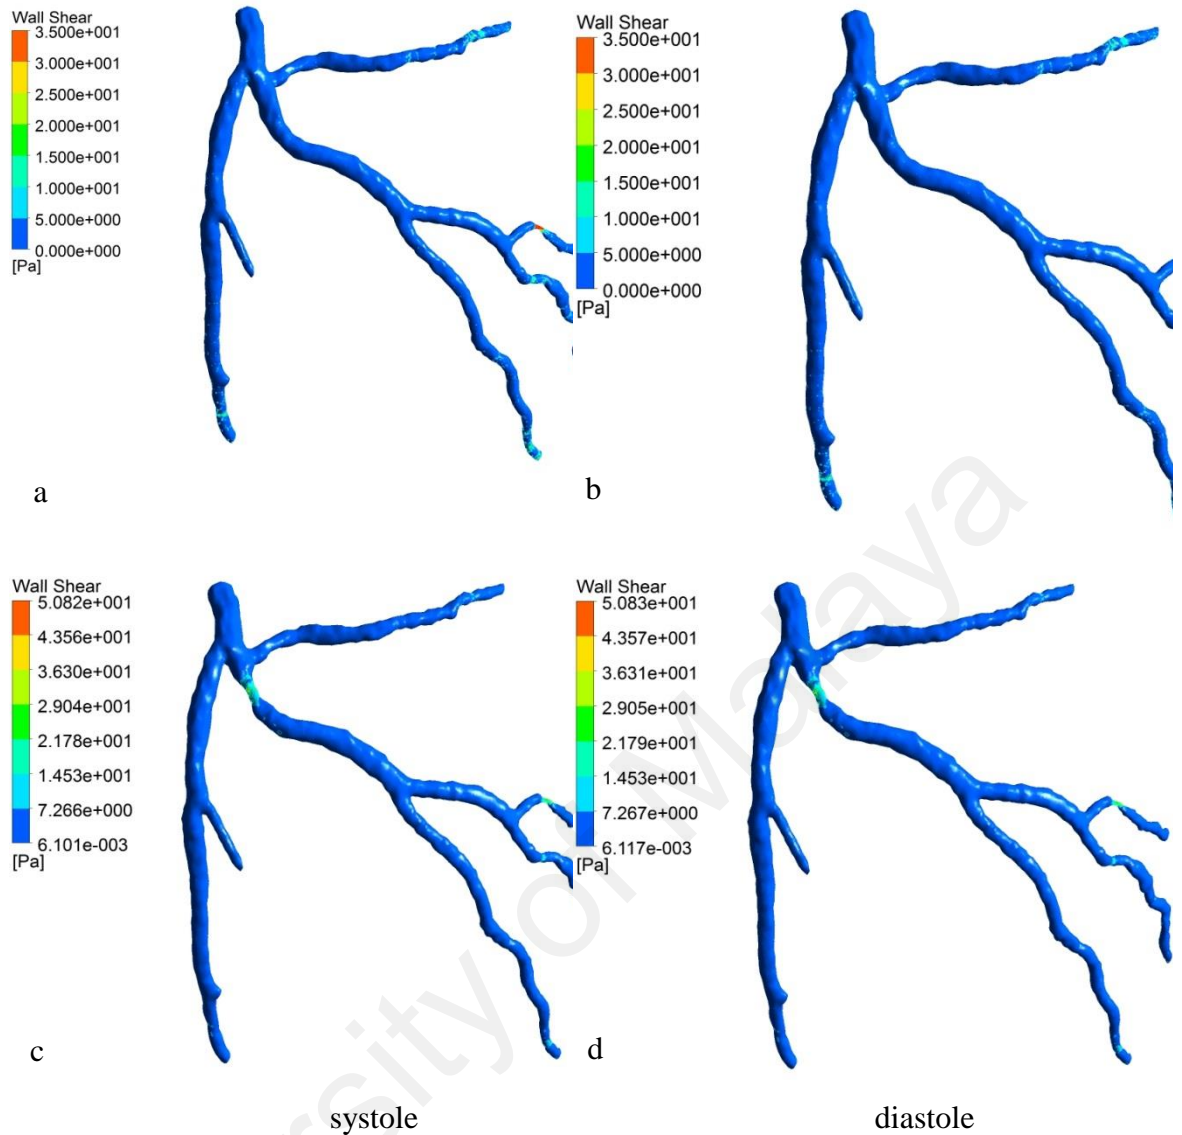 Wall Shear
3.500e+001
3.000e+001
2.500e+001
2.000e+001
1.500e+001
1.000e+001
5.000e+000
0.000e+000
[Pa]
a
Wall Shear
3.500e+001
3.000e+001
2.500e+001
2.000e+001
1.500e+001
1.000e+001
5.000e+000
0.000e+000
[Pa]
b
Wall Shear
5.082e+001
4.356e+001
3.630e+001
2.904e+001
2.178e+001
1.453e+001
7.266e+000
6.101e-003
[Pa]
c
Wall Shear
5.083e+001
4.357e+001
3.631e+001
2.905e+001
2.179e+001
1.453e+001
7.267e+000
6.117e-003
[Pa]
d
systole
diastole
rsity of Malaya